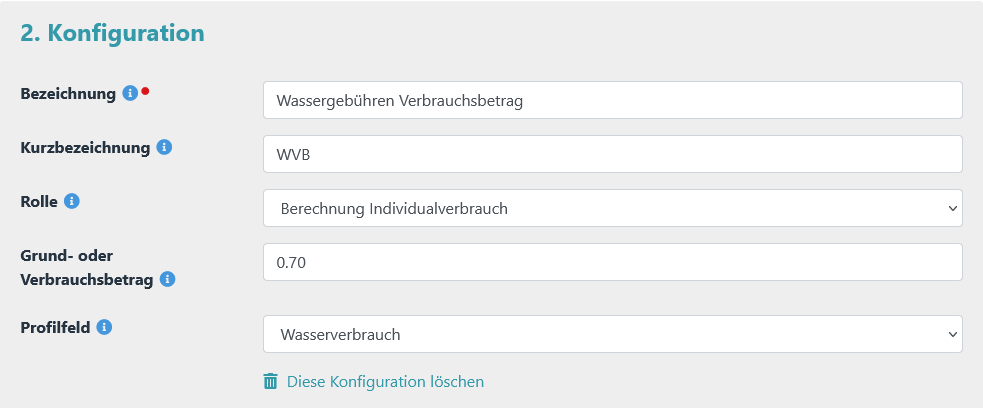 2. Konfiguration
Bezeichnung
Wassergebühren Verbrauchsbetrag
Kurzbezeichnung
WVB
Rolle
Berechnung Individualverbrauch
Grund- oder
Verbrauchsbetrag
0.70
Profilfeld
Wasserverbrauch
Diese Konfiguration löschen